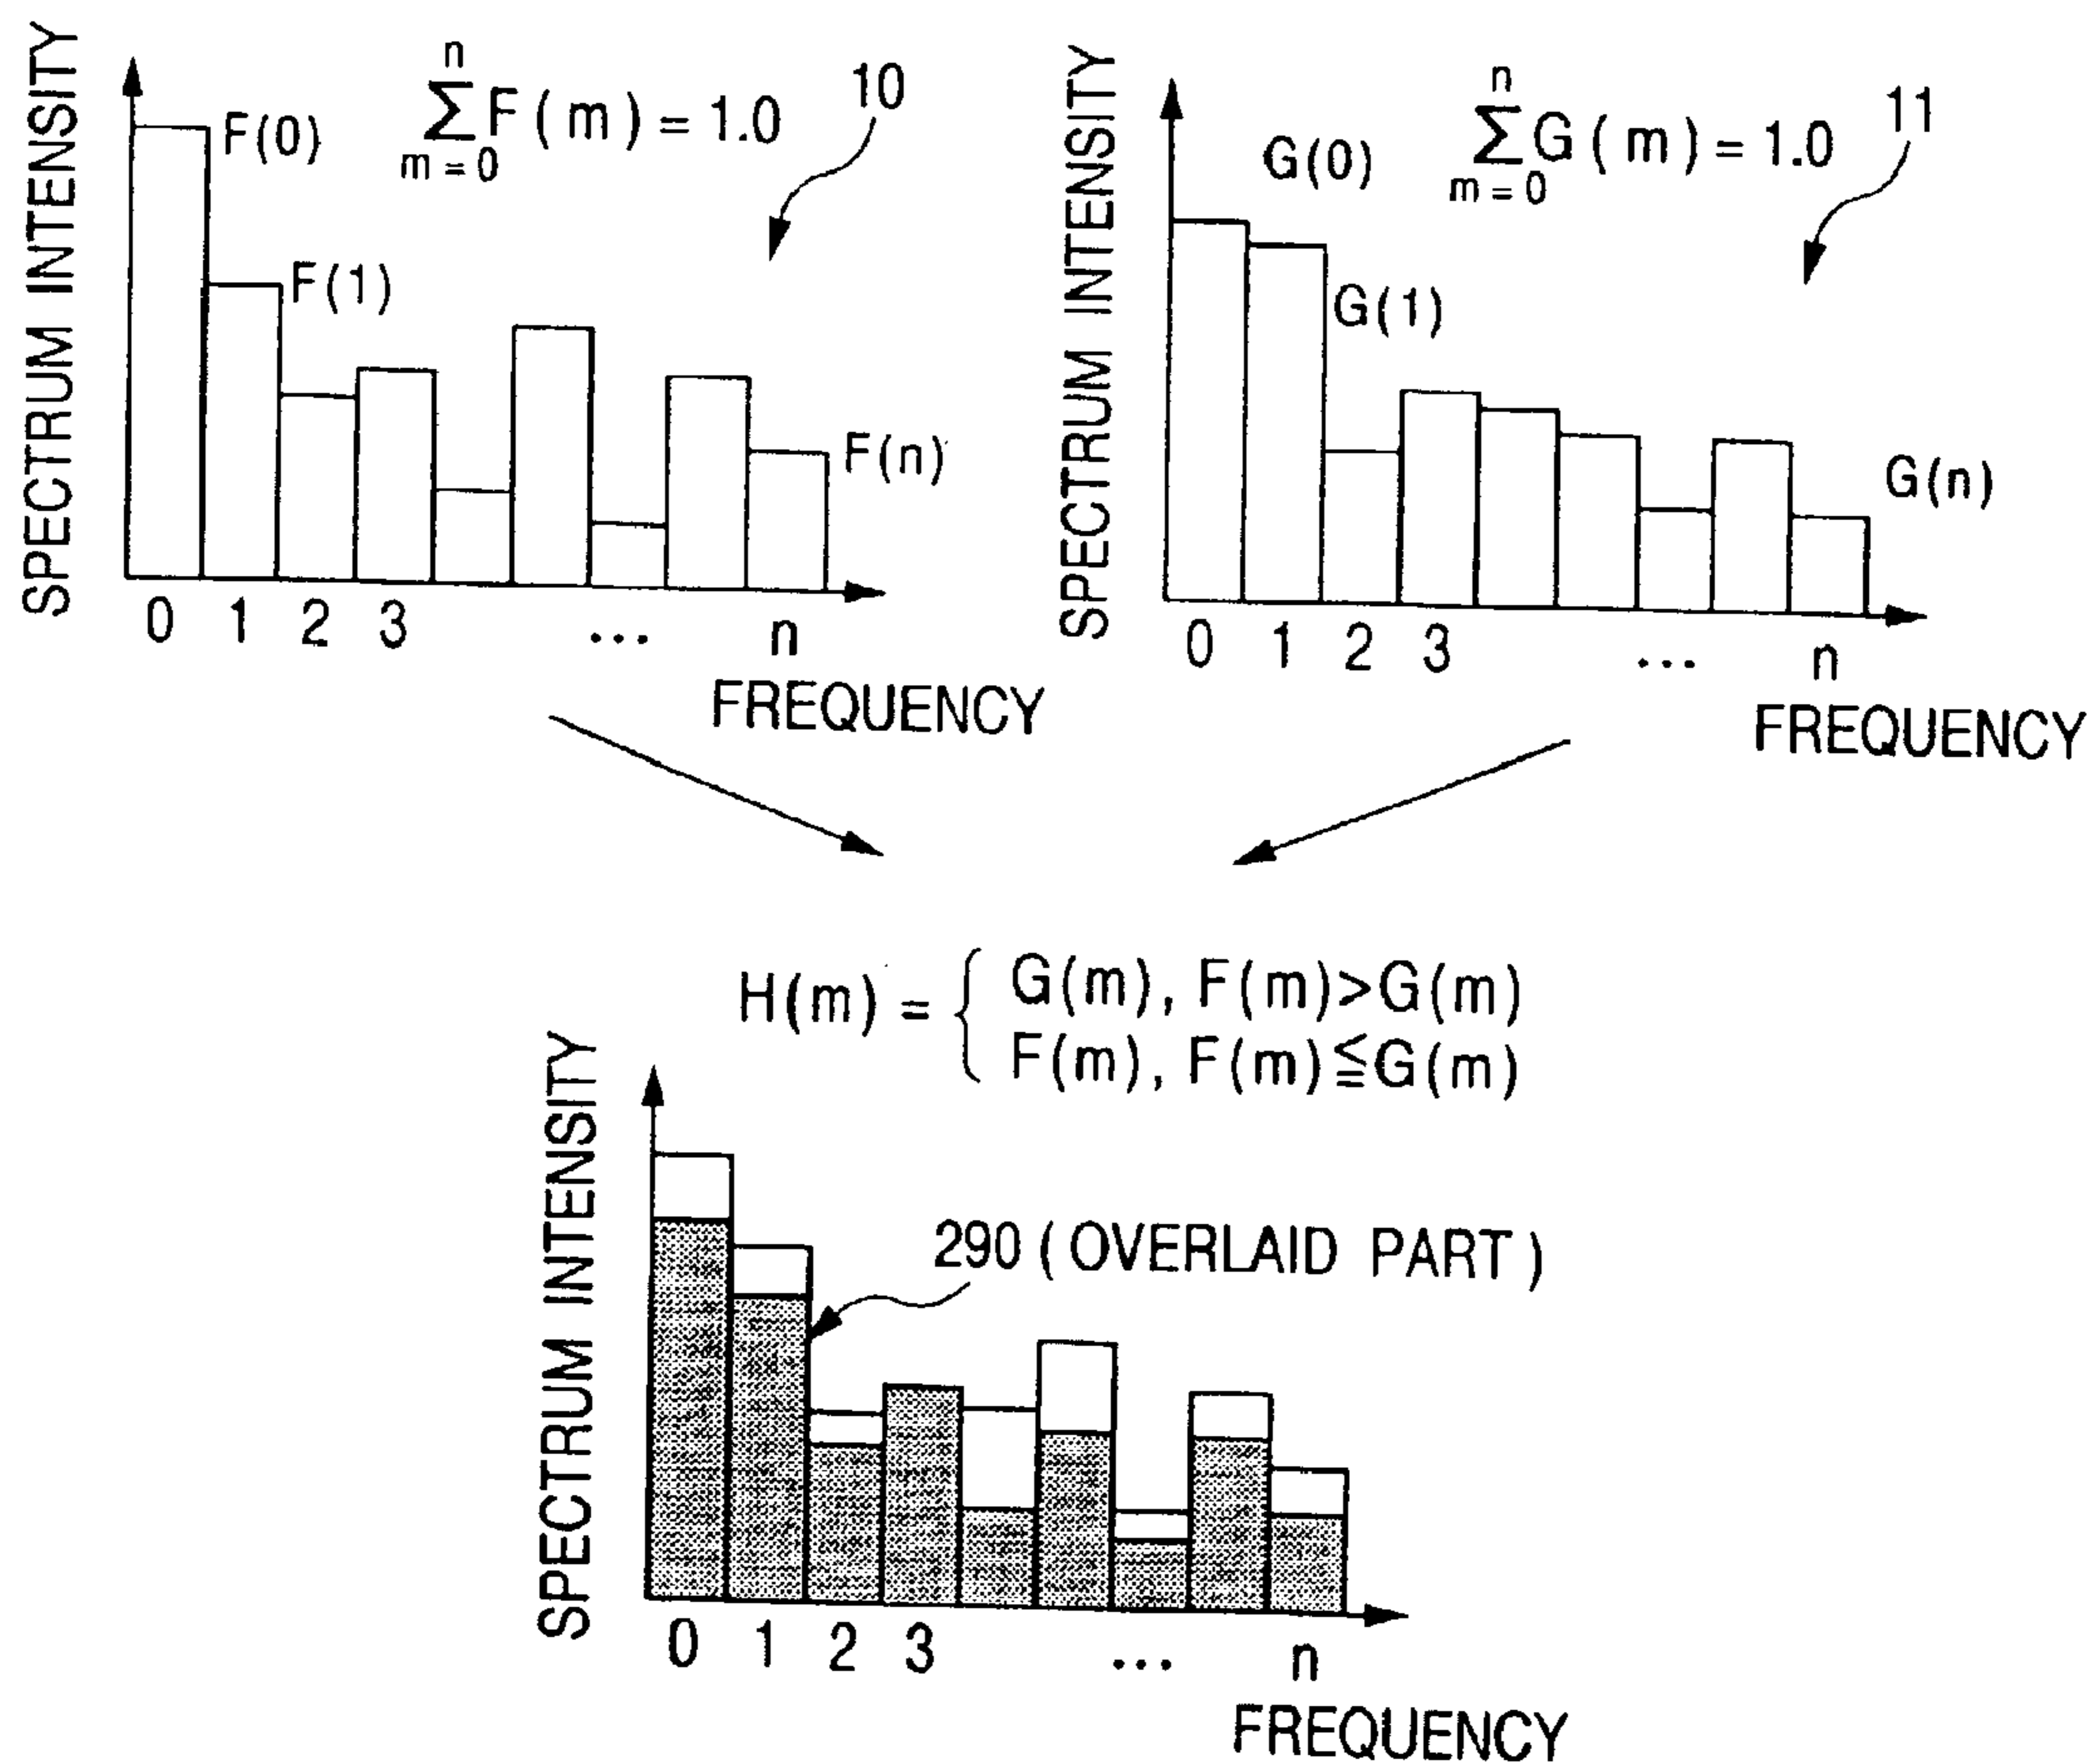 SPECTRUM INTENSITY
F(0)
n
∑ F(m) = 1.0
m = 0
10
F(1)
F(n)
0 1 2 3 ... n
FREQUENCY
SPECTRUM INTENSITY
G(0)
n
∑ G(m) = 1.0
m = 0
11
G(1)
G(n)
0 1 2 3 ... n
FREQUENCY
H(m) = { G(m), F(m)>G(m)
F(m), F(m)≦G(m)
SPECTRUM INTENSITY
290 (OVERLAID PART)
0 1 2 3 ... n
FREQUENCY